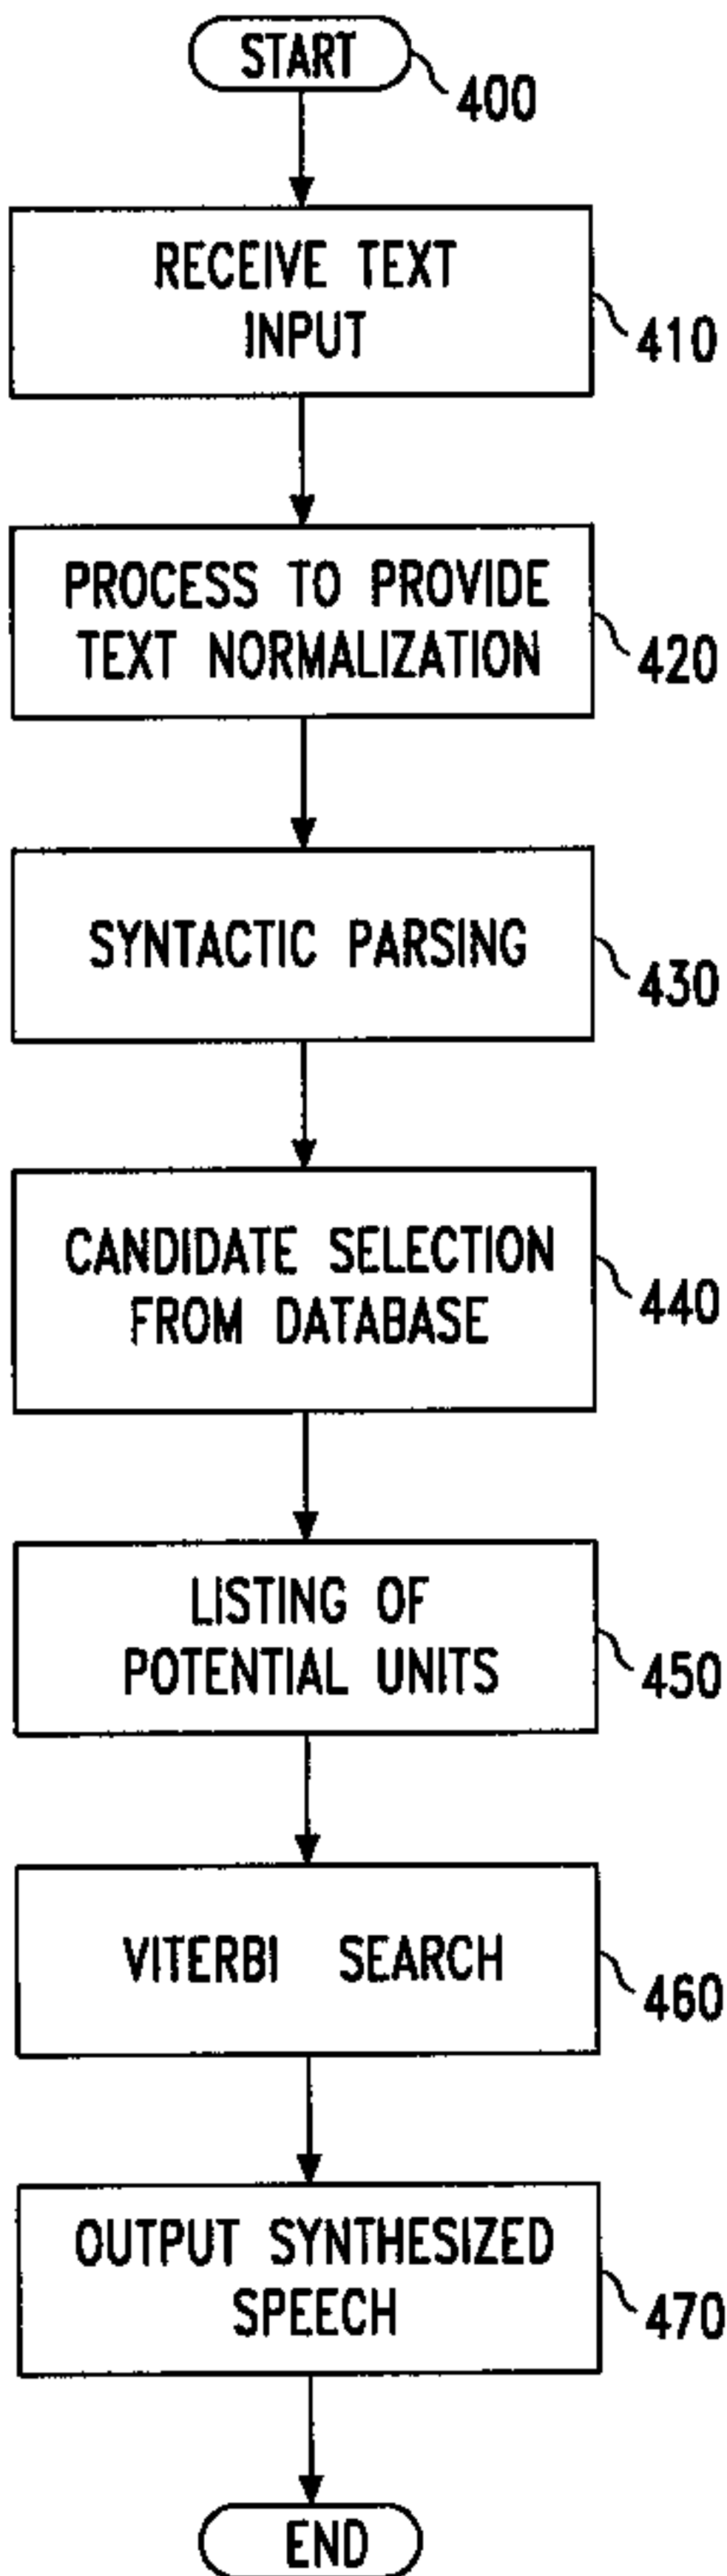 START
400
RECEIVE TEXT
INPUT
410
PROCESS TO PROVIDE
TEXT NORMALIZATION
420
SYNTACTIC PARSING
430
CANDIDATE SELECTION
FROM DATABASE
440
LISTING OF
POTENTIAL UNITS
450
VITERBI SEARCH
460
OUTPUT SYNTHESIZED
SPEECH
470
END